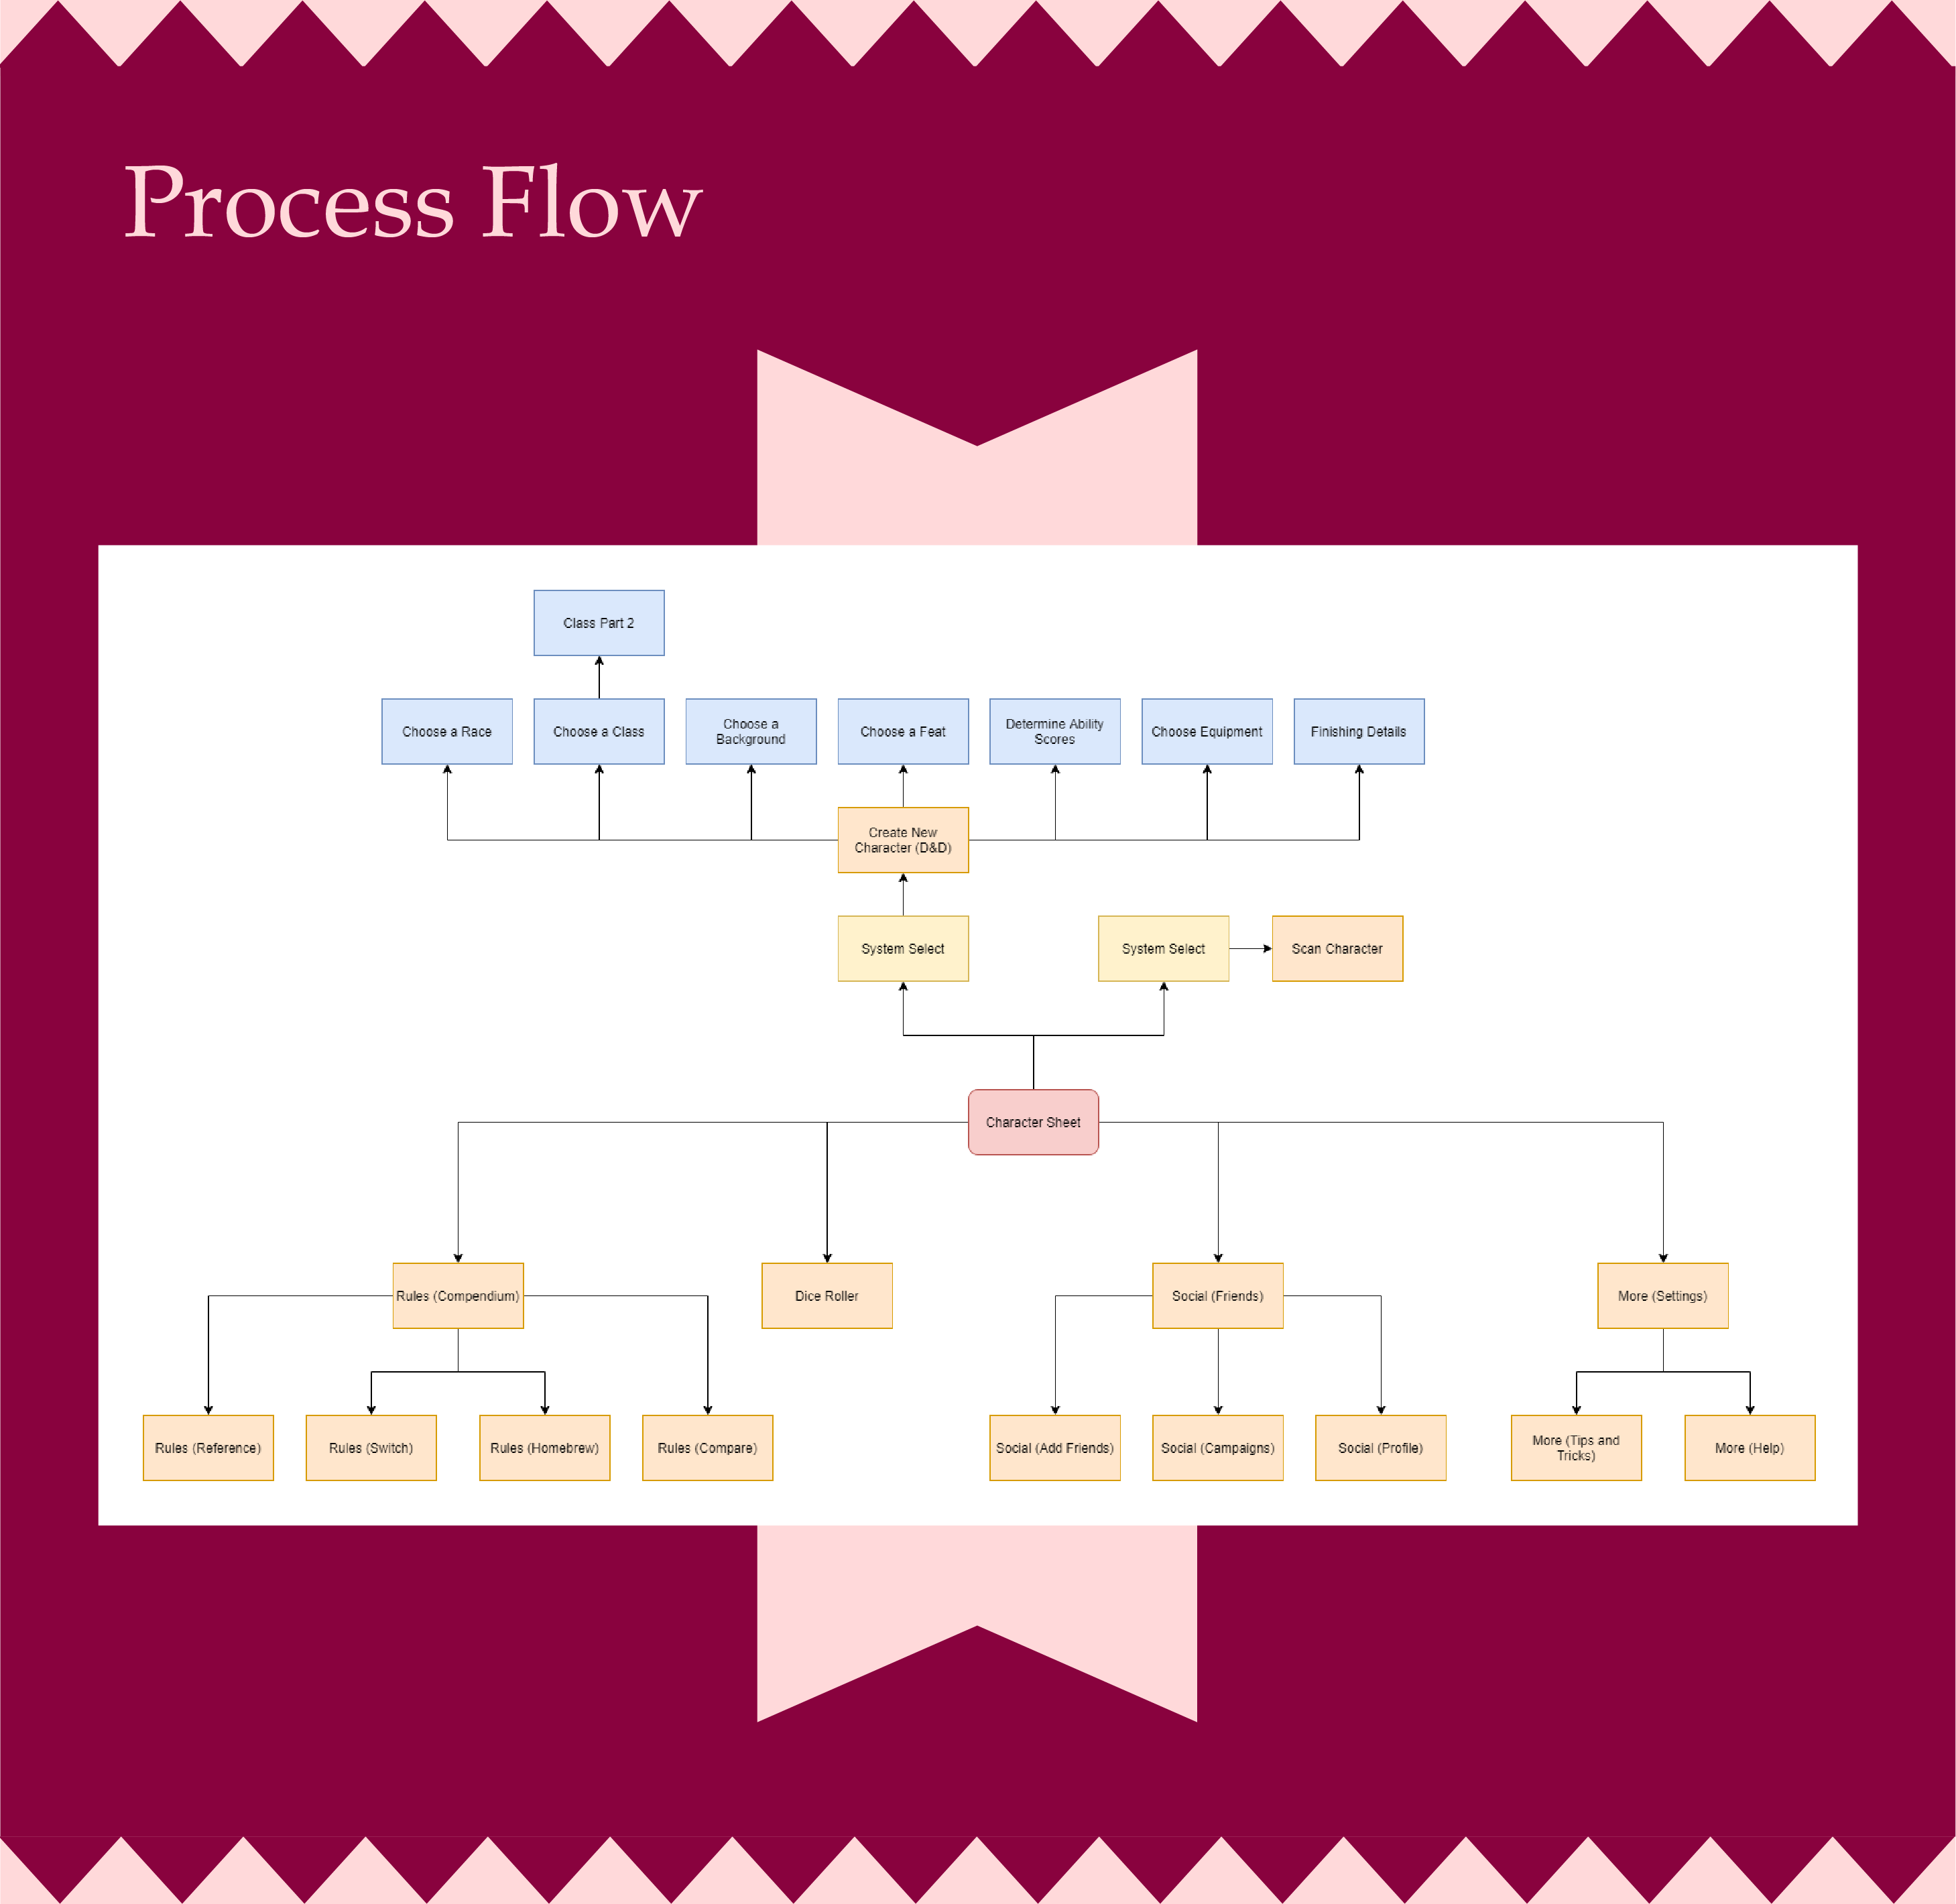 Process Flow
Class Part 2
Choose a Race
Choose a Class
Choose a
Background
Choose a Feat
Determine Ability
Scores
Choose Equipment
Finishing Details
Create New
Character (D&D)
System Select
System Select
Scan Character
Character Sheet
Rules (Compendium)
Dice Roller
Social (Friends)
More (Settings)
Rules (Reference)
Rules (Switch)
Rules (Homebrew)
Rules (Compare)
Social (Add Friends)
Social (Campaigns)
Social (Profile)
More (Tips and
Tricks)
More (Help)